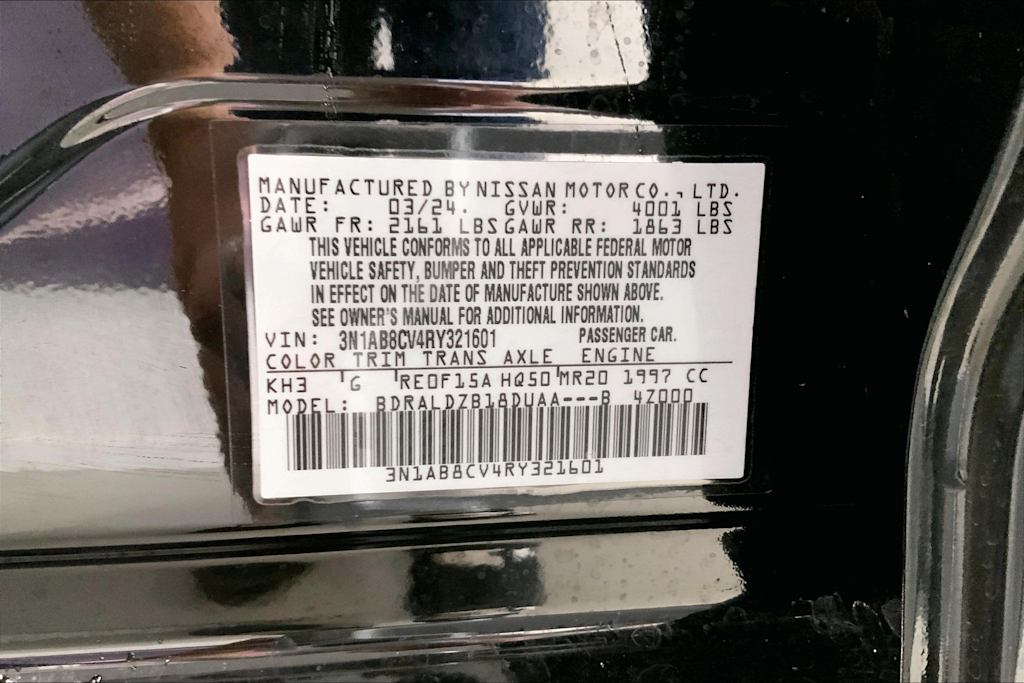 MANUFACTURED BY NISSAN MOTOR CO., LTD.
DATE: 03/24. GVWR: 4001 LBS
GAWR FR: 2161 LBS GAWR RR: 1863 LBS
THIS VEHICLE CONFORMS TO ALL APPLICABLE FEDERAL MOTOR
VEHICLE SAFETY, BUMPER AND THEFT PREVENTION STANDARDS
IN EFFECT ON THE DATE OF MANUFACTURE SHOWN ABOVE.
SEE OWNER'S MANUAL FOR ADDITIONAL INFORMATION.
VIN: 3N1AB8CV4RY321601 PASSENGER CAR.
COLOR TRIM TRANS AXLE ENGINE
KH3 G RE0F15A HQ50 MR20 1997 CC
MODEL: BDRALDZB18DUAA---B 4Z000
3N1AB8CV4RY321601